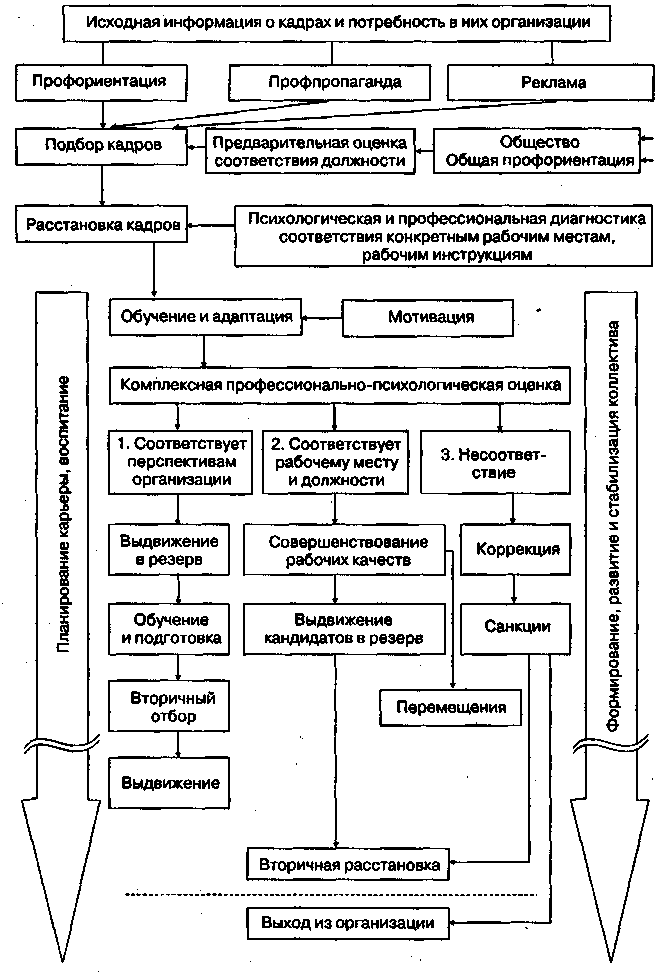 Исходная информация о кадрах и потребность в них организации
Профориентация
Профпропаганда
Реклама
Подбор кадров
Предварительная оценка
соответствия должности
Общество
Общая профориентация
Расстановка кадров
Психологическая и профессиональная диагностика
соответствия конкретным рабочим местам,
рабочим инструкциям
Обучение и адаптация
Мотивация
Комплексная профессионально-психологическая оценка
1. Соответствует
перспективам
организации
2. Соответствует
рабочему месту
и должности
3. Несоответ-
ствие
Выдвижение
в резерв
Совершенствование
рабочих качеств
Коррекция
Обучение
и подготовка
Выдвижение
кандидатов в резерв
Санкции
Вторичный
отбор
Перемещения
Выдвижение
Вторичная расстановка
Выход из организации
Планирование карьеры, воспитание
Формирование, развитие и стабилизация коллектива